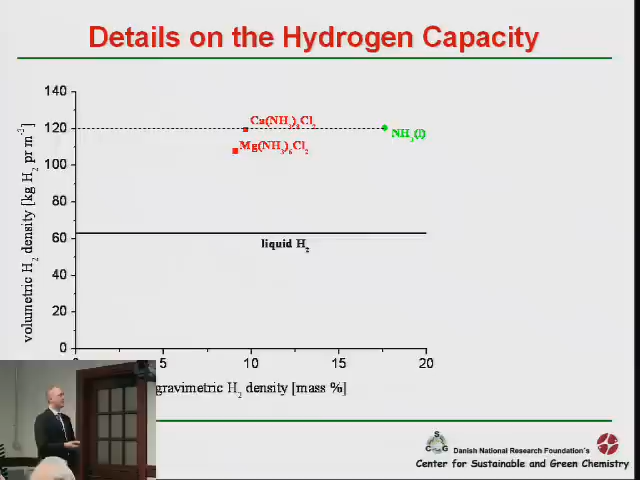 Details on the Hydrogen Capacity
140
120
100
80
60
40
20
0
volumetric H2 density [kg H2 pr m-3]
Ca(NH3)8Cl2
Mg(NH3)6Cl2
NH3(l)
liquid H2
5
10
15
20
gravimetric H2 density [mass %]
S
C
G
Danish National Research Foundation's
Center for Sustainable and Green Chemistry